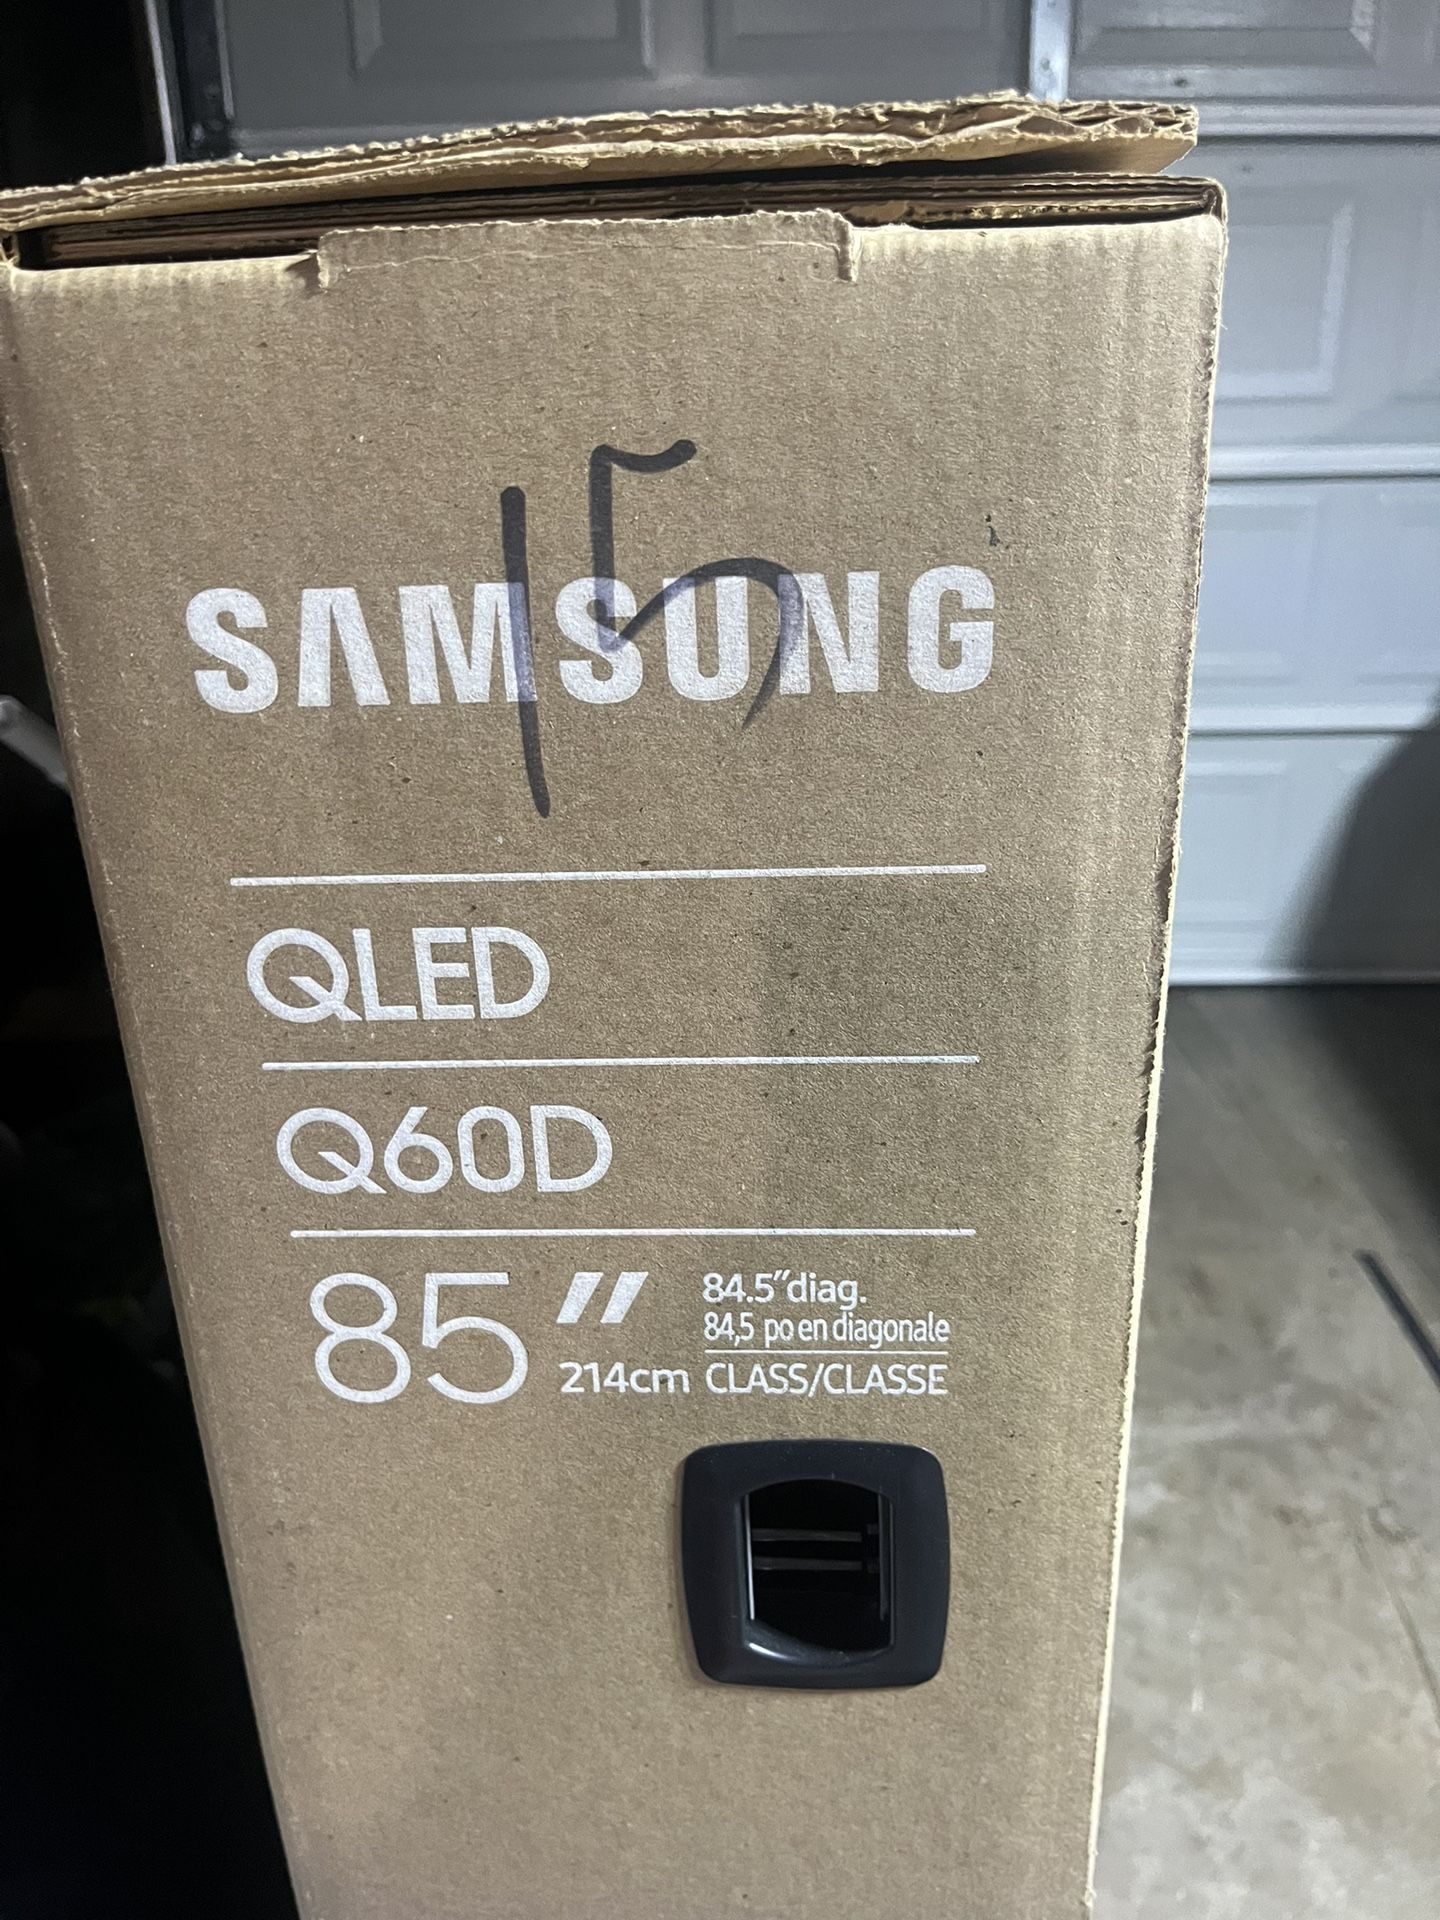 15
SAMSUNG
QLED
Q60D
85" 84.5"diag.
84,5 po en diagonale
214cm CLASS/CLASSE